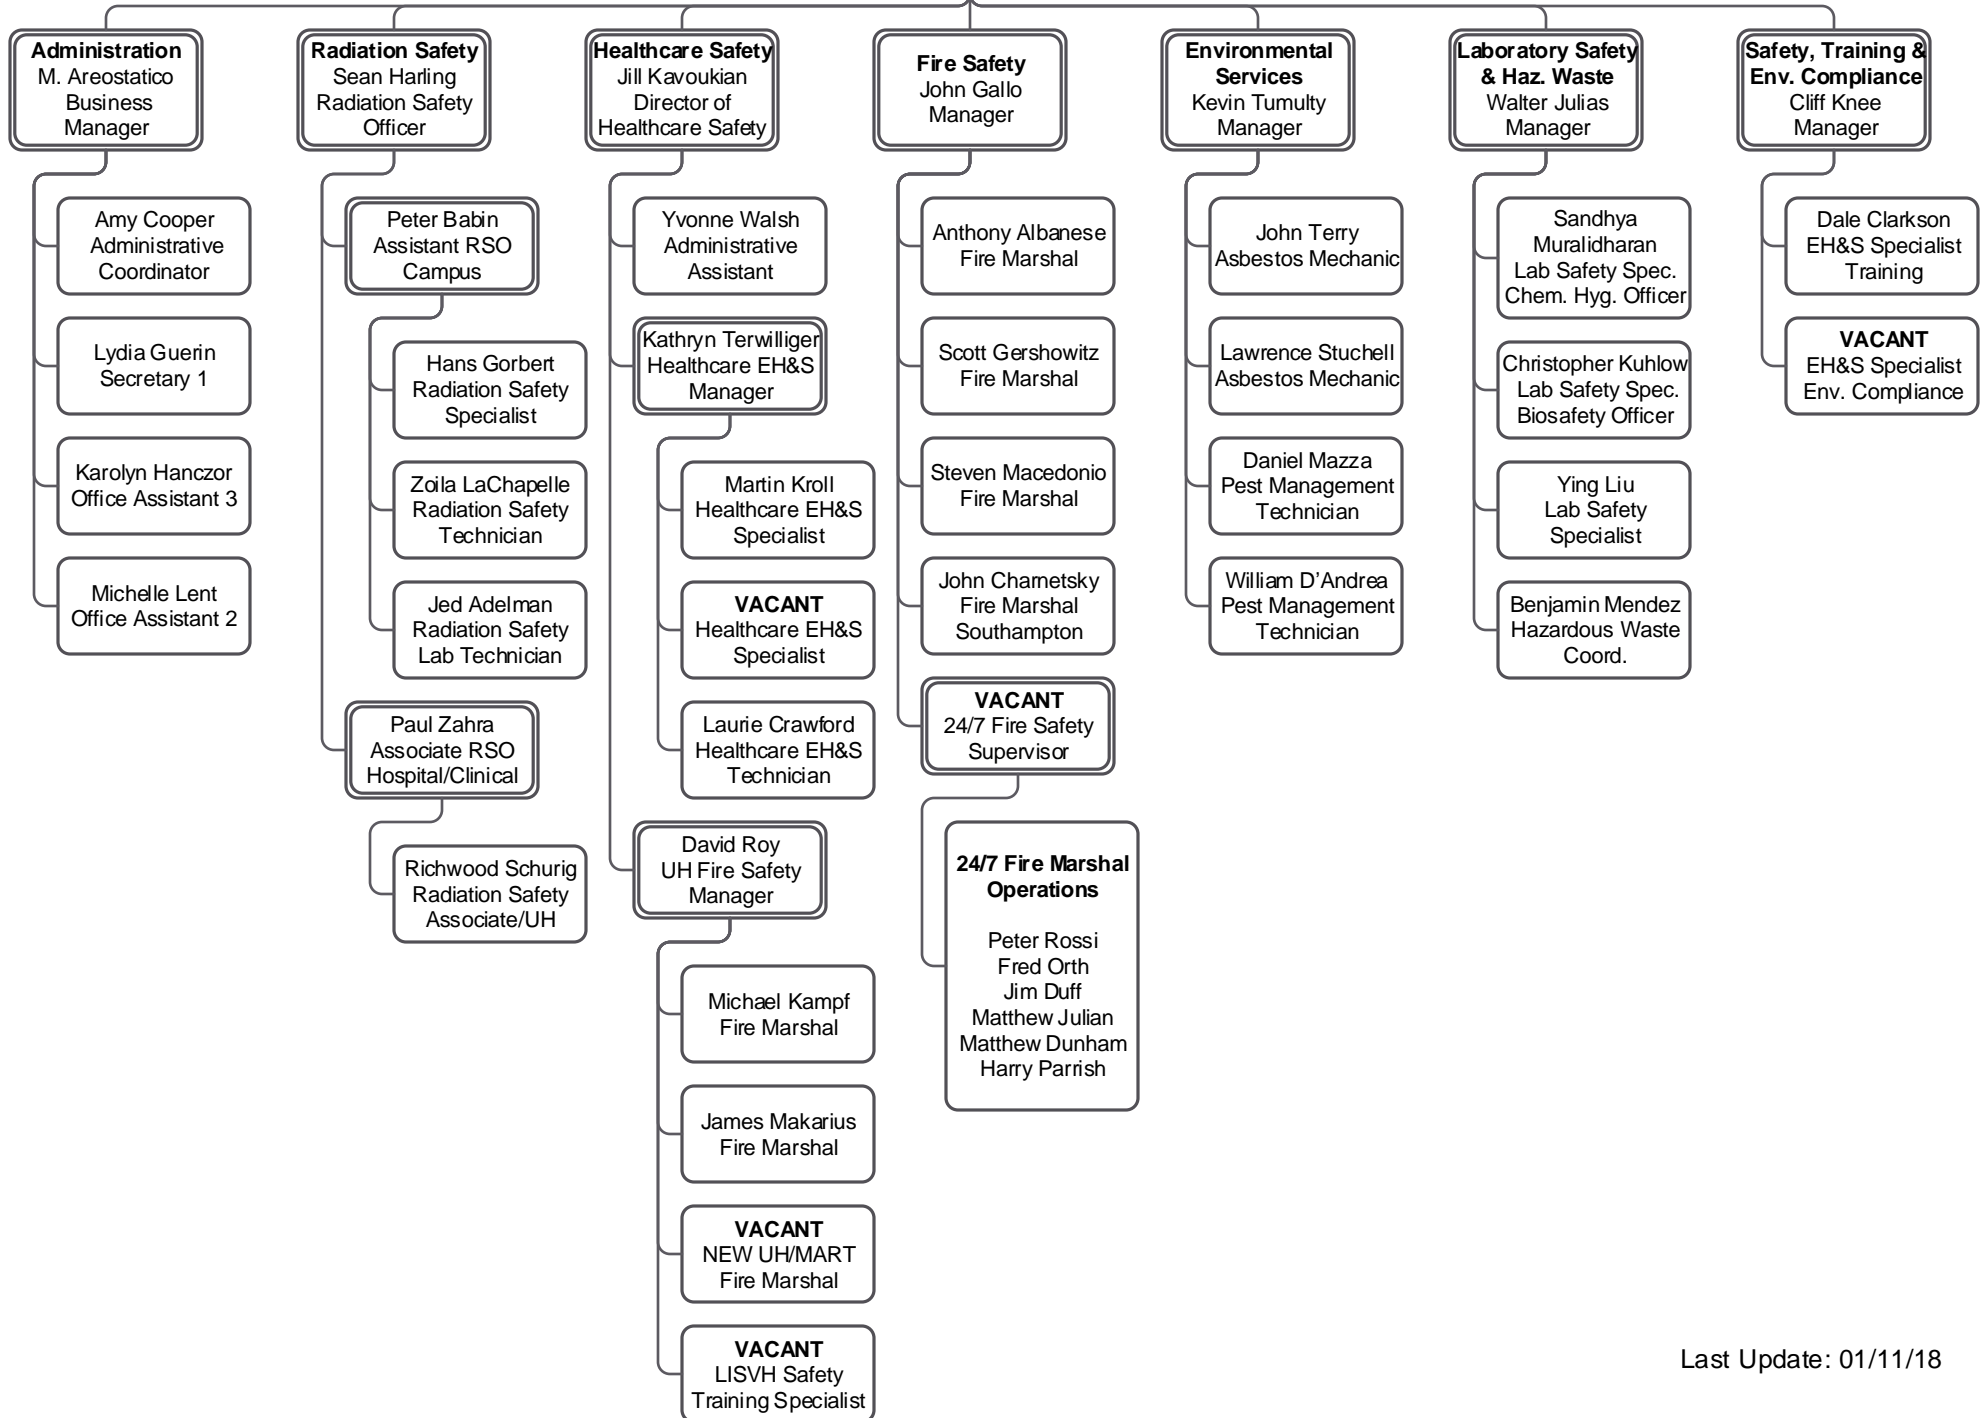 Administration
M. Areostatico
Business
Manager
Amy Cooper
Administrative
Coordinator
Lydia Guerin
Secretary 1
Karolyn Hanczor
Office Assistant 3
Michelle Lent
Office Assistant 2
Radiation Safety
Sean Harling
Radiation Safety
Officer
Peter Babin
Assistant RSO
Campus
Hans Gorbert
Radiation Safety
Specialist
Zoila LaChapelle
Radiation Safety
Technician
Jed Adelman
Radiation Safety
Lab Technician
Paul Zahra
Associate RSO
Hospital/Clinical
Richwood Schurig
Radiation Safety
Associate/UH
Healthcare Safety
Jill Kavoukian
Director of
Healthcare Safety
Yvonne Walsh
Administrative
Assistant
Kathryn Terwilliger
Healthcare EH&S
Manager
Martin Kroll
Healthcare EH&S
Specialist
VACANT
Healthcare EH&S
Specialist
Laurie Crawford
Healthcare EH&S
Technician
David Roy
UH Fire Safety
Manager
Michael Kampf
Fire Marshal
James Makarius
Fire Marshal
VACANT
NEW UH/MART
Fire Marshal
VACANT
LISVH Safety
Training Specialist
Fire Safety
John Gallo
Manager
Anthony Albanese
Fire Marshal
Scott Gershowitz
Fire Marshal
Steven Macedonio
Fire Marshal
John Charnetsky
Fire Marshal
Southampton
VACANT
24/7 Fire Safety
Supervisor
24/7 Fire Marshal
Operations
Peter Rossi
Fred Orth
Jim Duff
Matthew Julian
Matthew Dunham
Harry Parrish
Environmental
Services
Kevin Tumulty
Manager
John Terry
Asbestos Mechanic
Lawrence Stuchell
Asbestos Mechanic
Daniel Mazza
Pest Management
Technician
William D’Andrea
Pest Management
Technician
Laboratory Safety
& Haz. Waste
Walter Julias
Manager
Sandhya
Muralidharan
Lab Safety Spec.
Chem. Hyg. Officer
Christopher Kuhlow
Lab Safety Spec.
Biosafety Officer
Ying Liu
Lab Safety
Specialist
Benjamin Mendez
Hazardous Waste
Coord.
Safety, Training &
Env. Compliance
Cliff Knee
Manager
Dale Clarkson
EH&S Specialist
Training
VACANT
EH&S Specialist
Env. Compliance
Last Update: 01/11/18